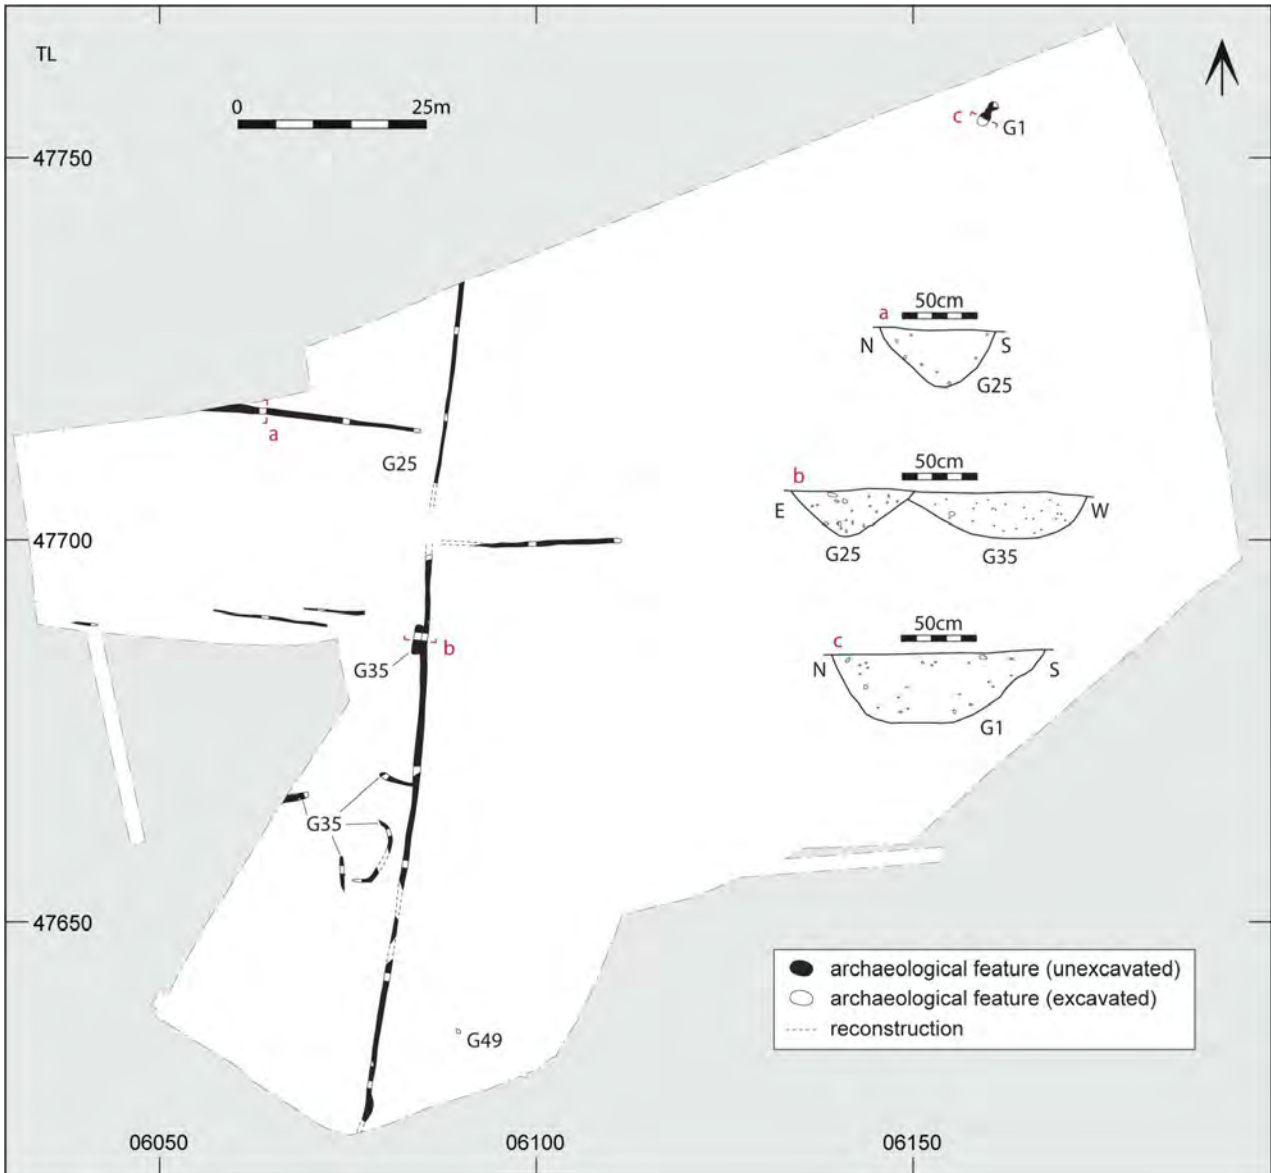 TL
0 25m
c
G1
47750
50cm
a
N S
G25
a
G25
50cm
b
E W
G25 G35
47700
b
G35
50cm
c
N S
G1
G35
47650
archaeological feature (unexcavated)
archaeological feature (excavated)
reconstruction
G49
06050 06100 06150